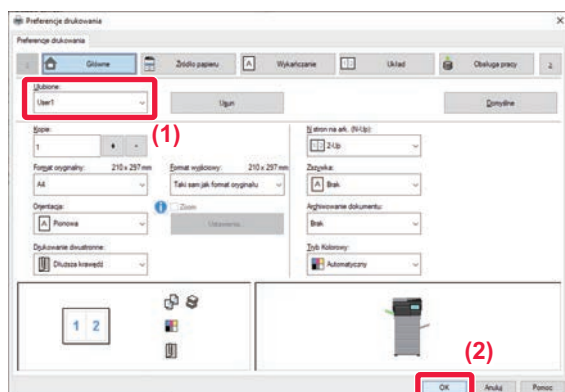 Preferencje drukowania
Preferencje drukowania
Główne
Źródło papieru
Wykańczanie
Układ
Obsługa pracy
Ulubione:
User1
Usuń
Domyślne
(1)
Kopie:
1
N stron na ark. (N-Up):
2-Up
Format oryginalny: 210 x 297 mm
A4
Format wyjściowy: 210 x 297 mm
Taki sam jak format oryginału
Zszywka:
Brak
Orientacja:
Pionowa
Zoom
Ustawienia...
Archiwowanie dokumentu:
Brak
Drukowanie dwustronne:
Dłuższa krawędź
Tryb Kolorowy:
Automatyczny
1 2
(2)
OK
Anuluj
Pomoc